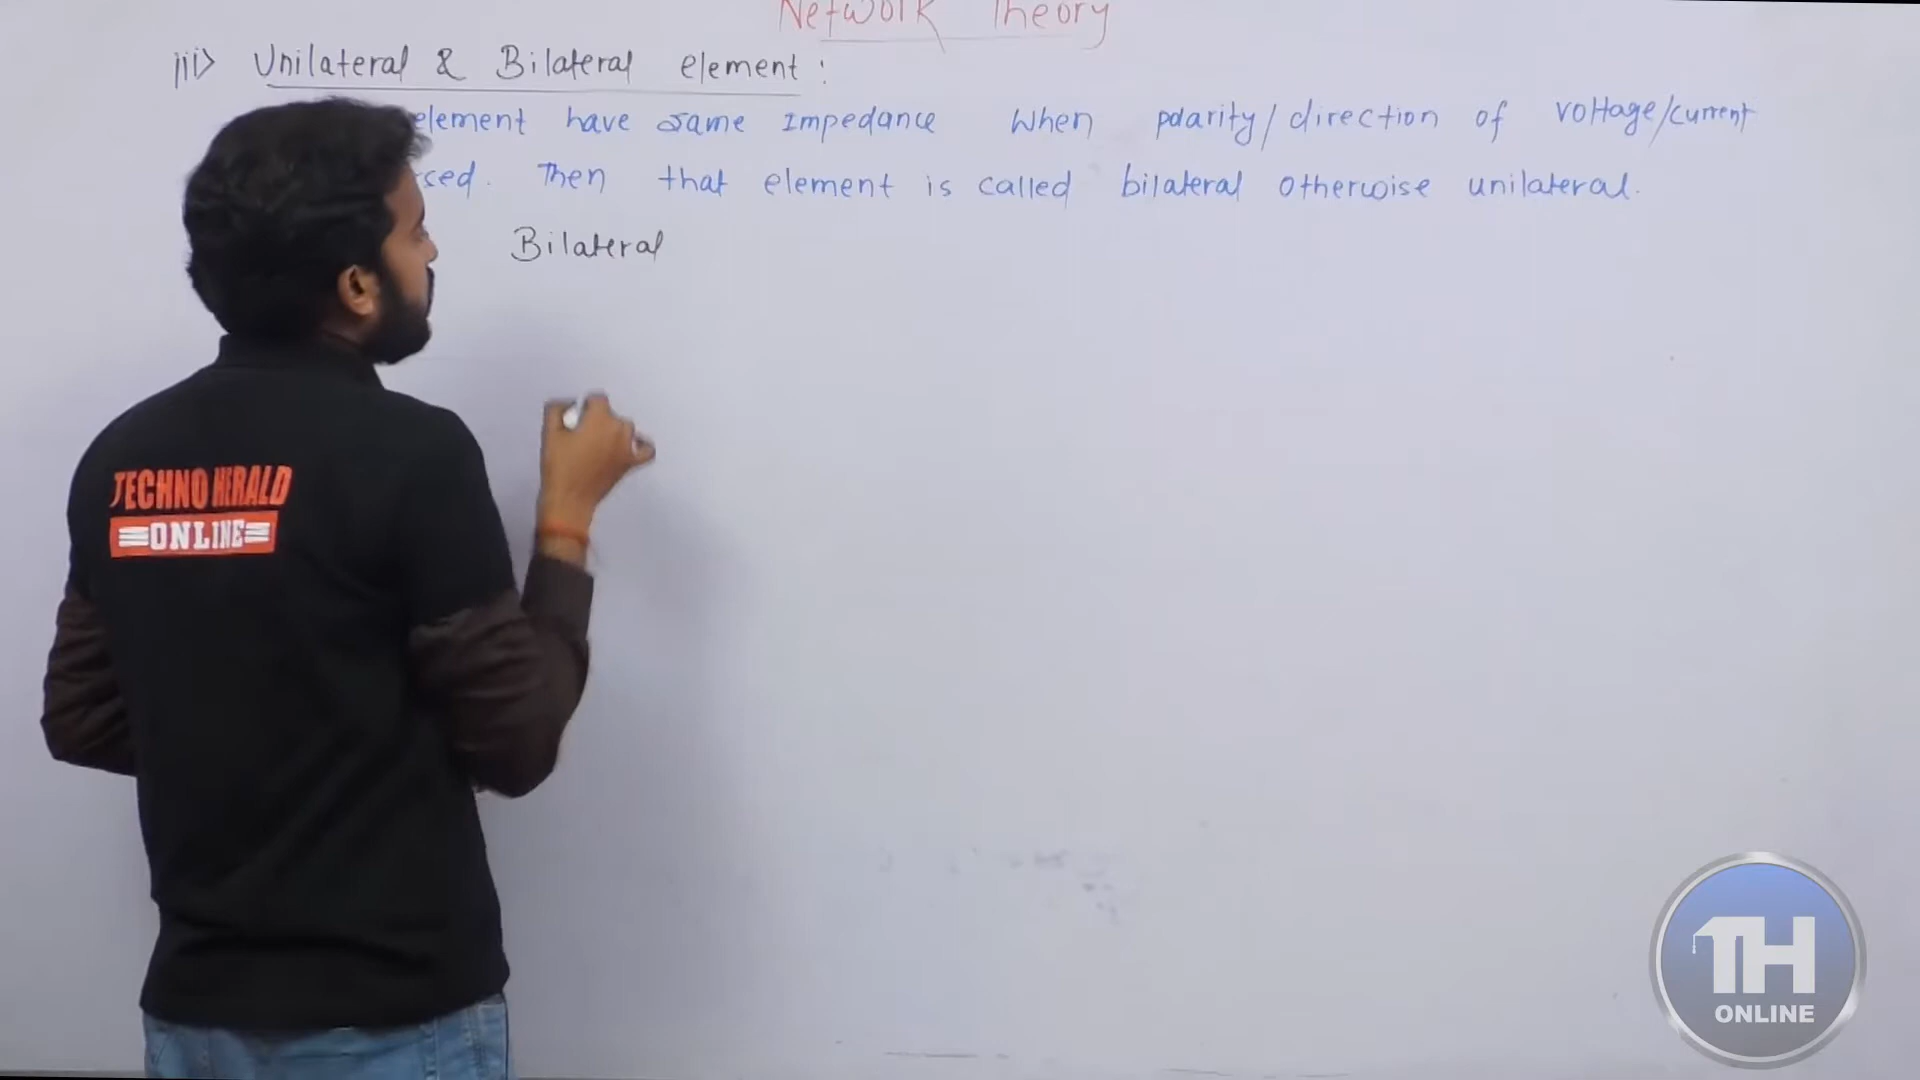 Network Theory
iii> Unilateral & Bilateral element :
element have same Impedance when polarity/direction of voltage/current
Then that element is called bilateral otherwise unilateral.
Bilateral
TECHNO HERALD
ONLINE
TH
ONLINE